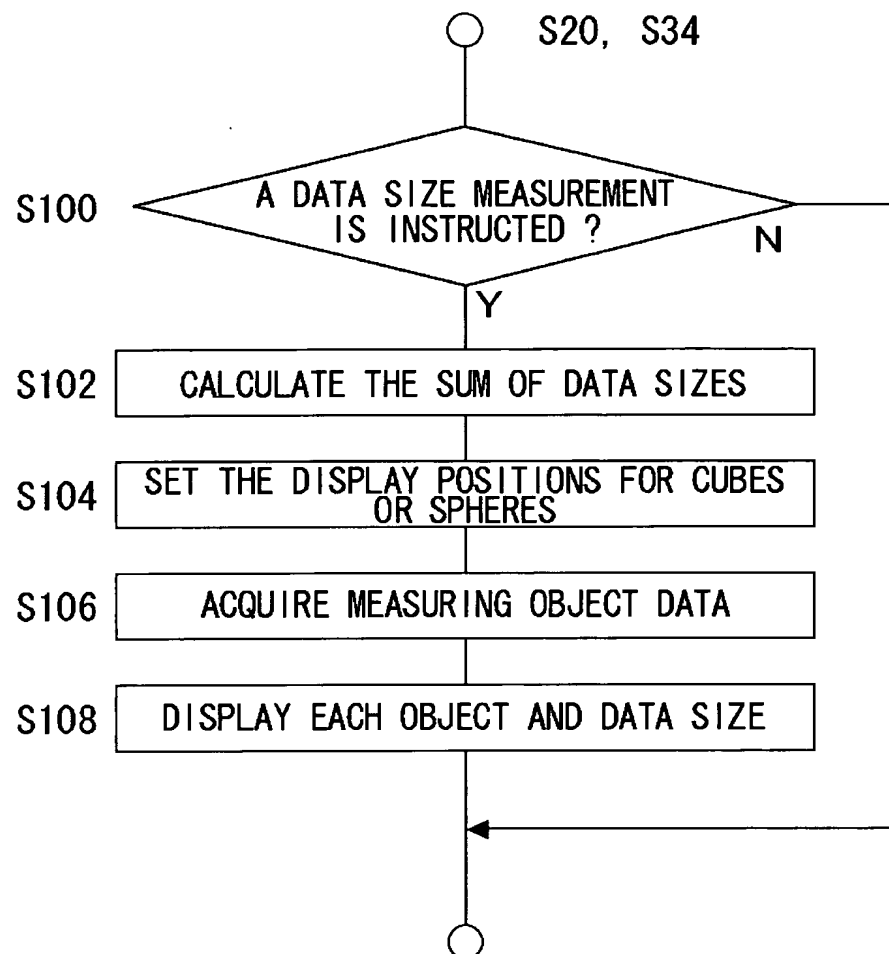 S20, S34
S100
A DATA SIZE MEASUREMENT
IS INSTRUCTED ?
N
Y
S102
CALCULATE THE SUM OF DATA SIZES
S104
SET THE DISPLAY POSITIONS FOR CUBES
OR SPHERES
S106
ACQUIRE MEASURING OBJECT DATA
S108
DISPLAY EACH OBJECT AND DATA SIZE